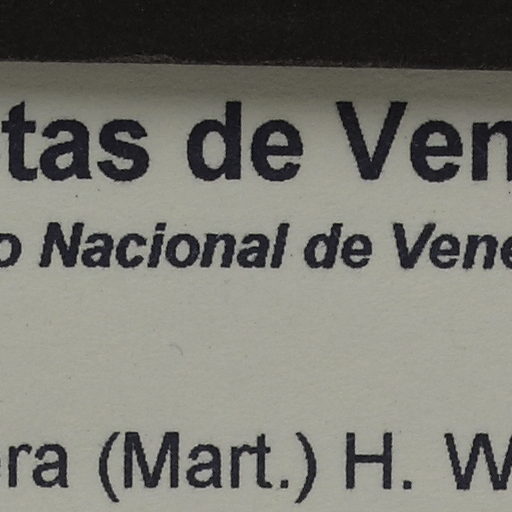 tas de Ven
o Nacional de Vene
era (Mart.) H. W